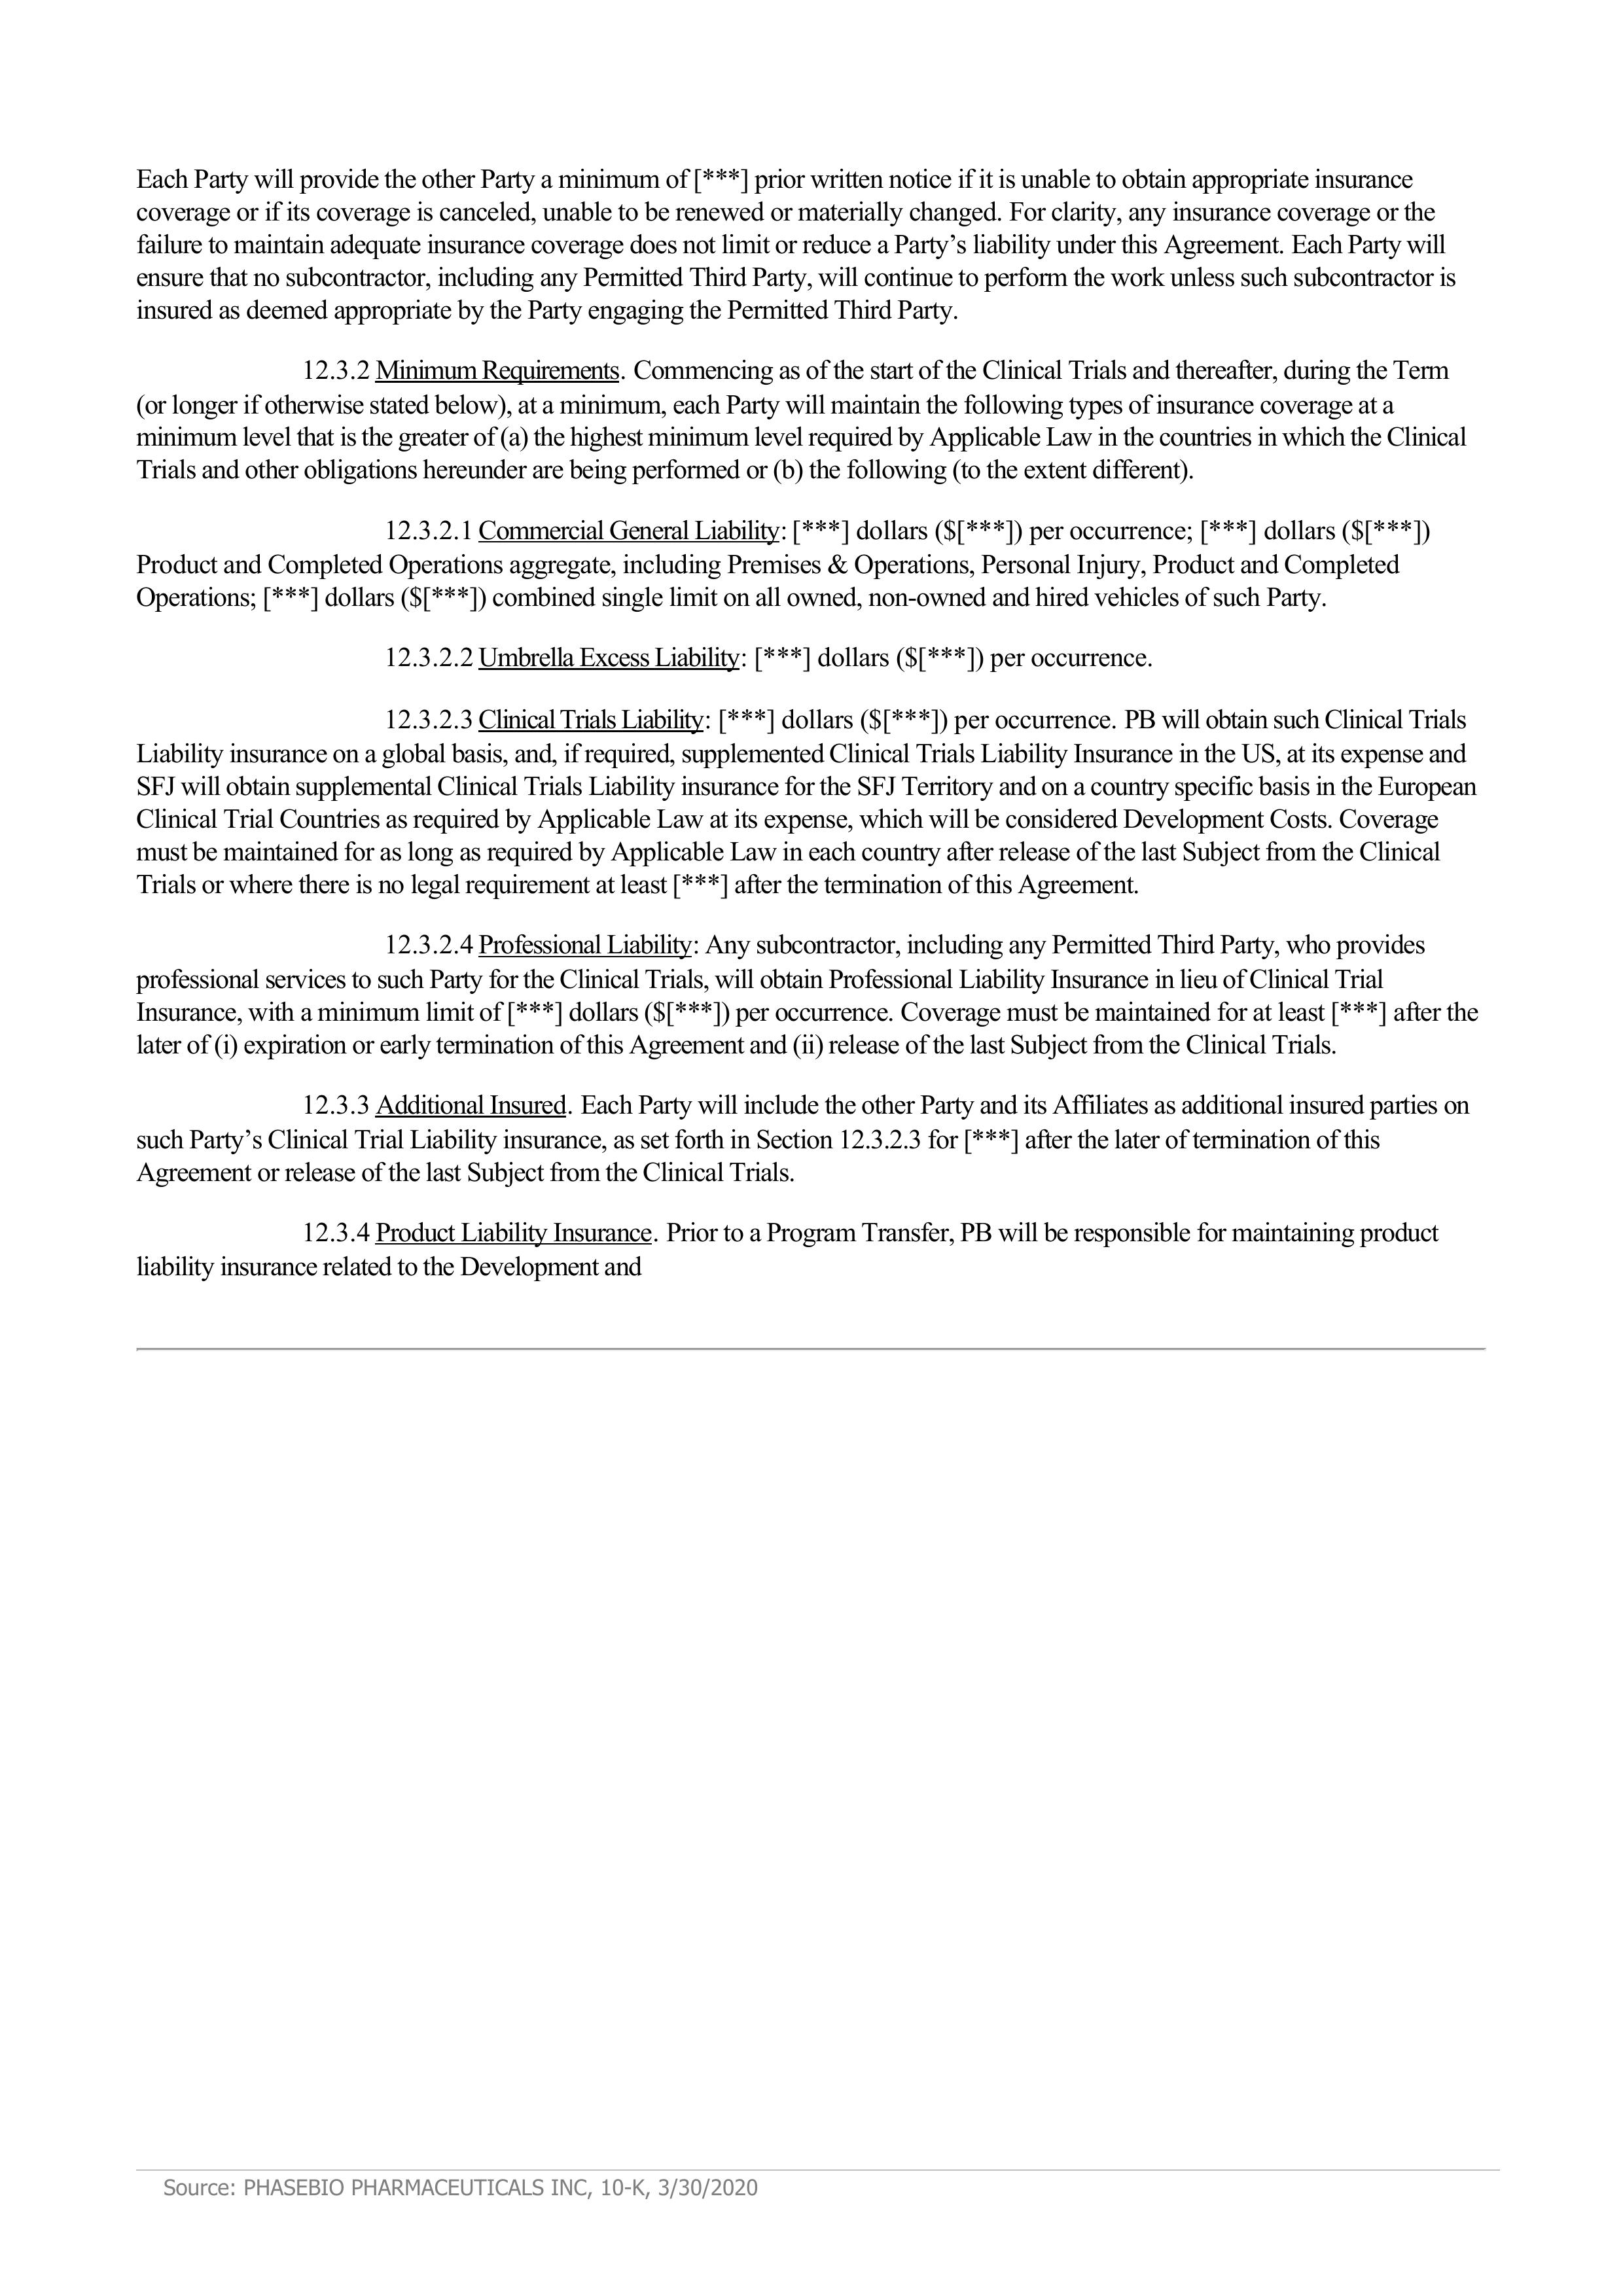 Each Party will provide the other Party a minimum of [***] prior written notice if it is unable to obtain appropriate insurance
coverage or if its coverage is canceled, unable to be renewed or materially changed. For clarity, any insurance coverage or the
failure to maintain adequate insurance coverage does not limit or reduce a Party’s liability under this Agreement. Each Party will
ensure that no subcontractor, including any Permitted Third Party, will continue to perform the work unless such subcontractor is
insured as deemed appropriate by the Party engaging the Permitted Third Party.
12.3.2 Minimum Requirements. Commencing as of the start of the Clinical Trials and thereafter, during the Term
(or longer if otherwise stated below), at a minimum, each Party will maintain the following types of insurance coverage at a
minimum level that is the greater of (a) the highest minimum level required by Applicable Law in the countries in which the Clinical
Trials and other obligations hereunder are being performed or (b) the following (to the extent different).
12.3.2.1 Commercial General Liability: [***] dollars ($[***]) per occurrence; [***] dollars ($[***])
Product and Completed Operations aggregate, including Premises & Operations, Personal Injury, Product and Completed
Operations; [***] dollars ($[***]) combined single limit on all owned, non-owned and hired vehicles of such Party.
12.3.2.2 Umbrella Excess Liability: [***] dollars ($[***]) per occurrence.
12.3.2.3 Clinical Trials Liability: [***] dollars ($[***]) per occurrence. PB will obtain such Clinical Trials
Liability insurance on a global basis, and, if required, supplemented Clinical Trials Liability Insurance in the US, at its expense and
SFJ will obtain supplemental Clinical Trials Liability insurance for the SFJ Territory and on a country specific basis in the European
Clinical Trial Countries as required by Applicable Law at its expense, which will be considered Development Costs. Coverage
must be maintained for as long as required by Applicable Law in each country after release of the last Subject from the Clinical
Trials or where there is no legal requirement at least [***] after the termination of this Agreement.
12.3.2.4 Professional Liability: Any subcontractor, including any Permitted Third Party, who provides
professional services to such Party for the Clinical Trials, will obtain Professional Liability Insurance in lieu of Clinical Trial
Insurance, with a minimum limit of [***] dollars ($[***]) per occurrence. Coverage must be maintained for at least [***] after the
later of (i) expiration or early termination of this Agreement and (ii) release of the last Subject from the Clinical Trials.
12.3.3 Additional Insured. Each Party will include the other Party and its Affiliates as additional insured parties on
such Party’s Clinical Trial Liability insurance, as set forth in Section 12.3.2.3 for [***] after the later of termination of this
Agreement or release of the last Subject from the Clinical Trials.
12.3.4 Product Liability Insurance. Prior to a Program Transfer, PB will be responsible for maintaining product
liability insurance related to the Development and
Source: PHASEBIO PHARMACEUTICALS INC, 10-K, 3/30/2020